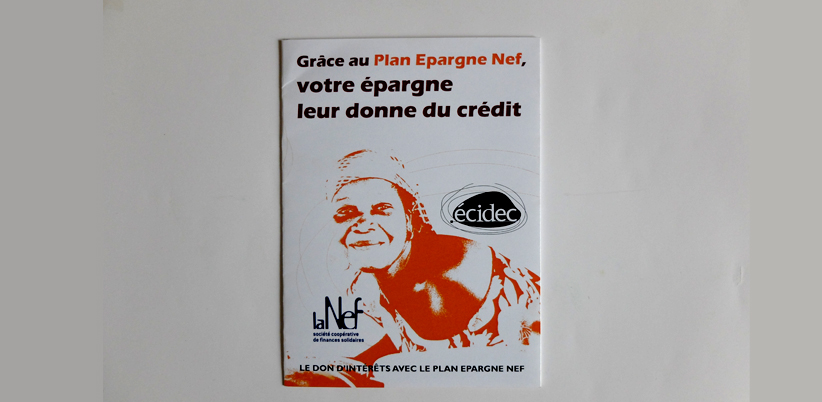 Grâce au Plan Epargne Nef,
votre épargne
leur donne du crédit
.écidec
laNef
société coopérative
de finances solidaires
LE DON D'INTERÊTS AVEC LE PLAN EPARGNE NEF